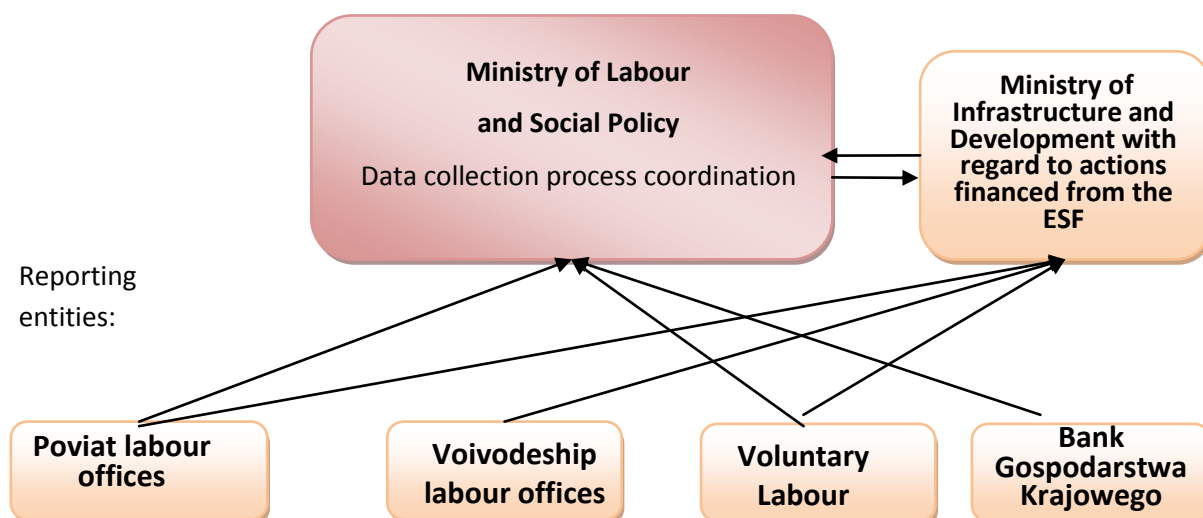 Ministry of Labour
and Social Policy
Data collection process coordination
Ministry of
Infrastructure and
Development with
regard to actions
financed from the
ESF
Reporting
entities:
Poviat labour
offices
Voivodeship
labour offices
Voluntary
Labour
Bank
Gospodarstwa
Krajowego